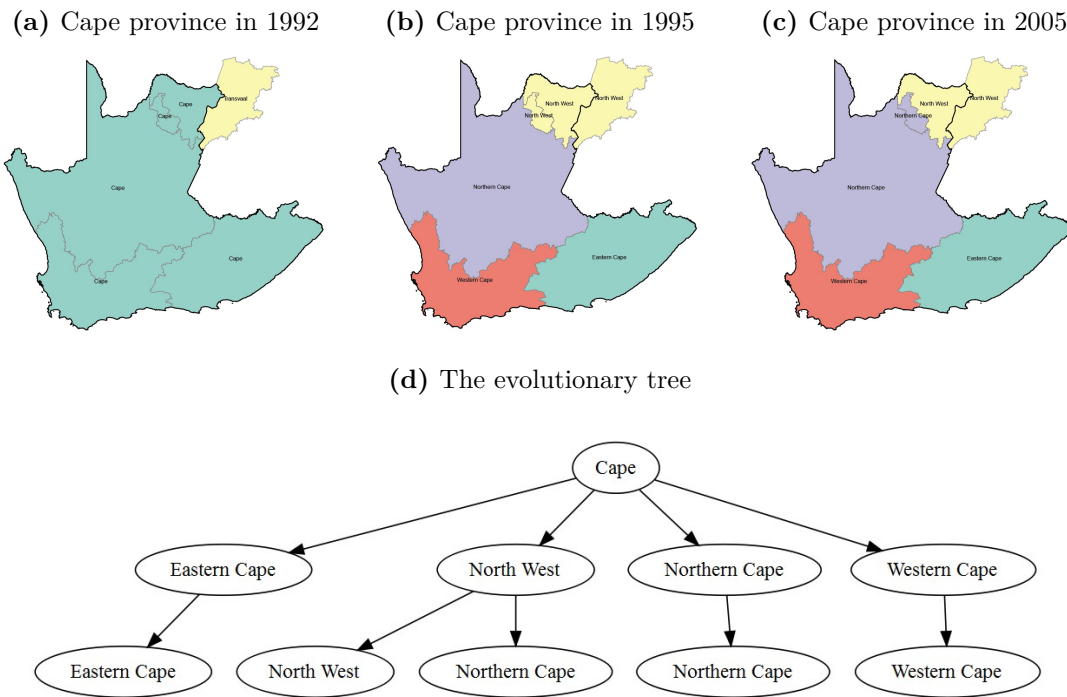 (a) Cape province in 1992
(b) Cape province in 1995
(c) Cape province in 2005
Cape
Transvaal
Cape
Cape
Cape
Cape
North West
North West
North West
Northern Cape
Eastern Cape
Western Cape
North West
North West
Northern Cape
Northern Cape
Eastern Cape
Western Cape
(d) The evolutionary tree
Cape
Eastern Cape
North West
Northern Cape
Western Cape
Eastern Cape
North West
Northern Cape
Northern Cape
Western Cape